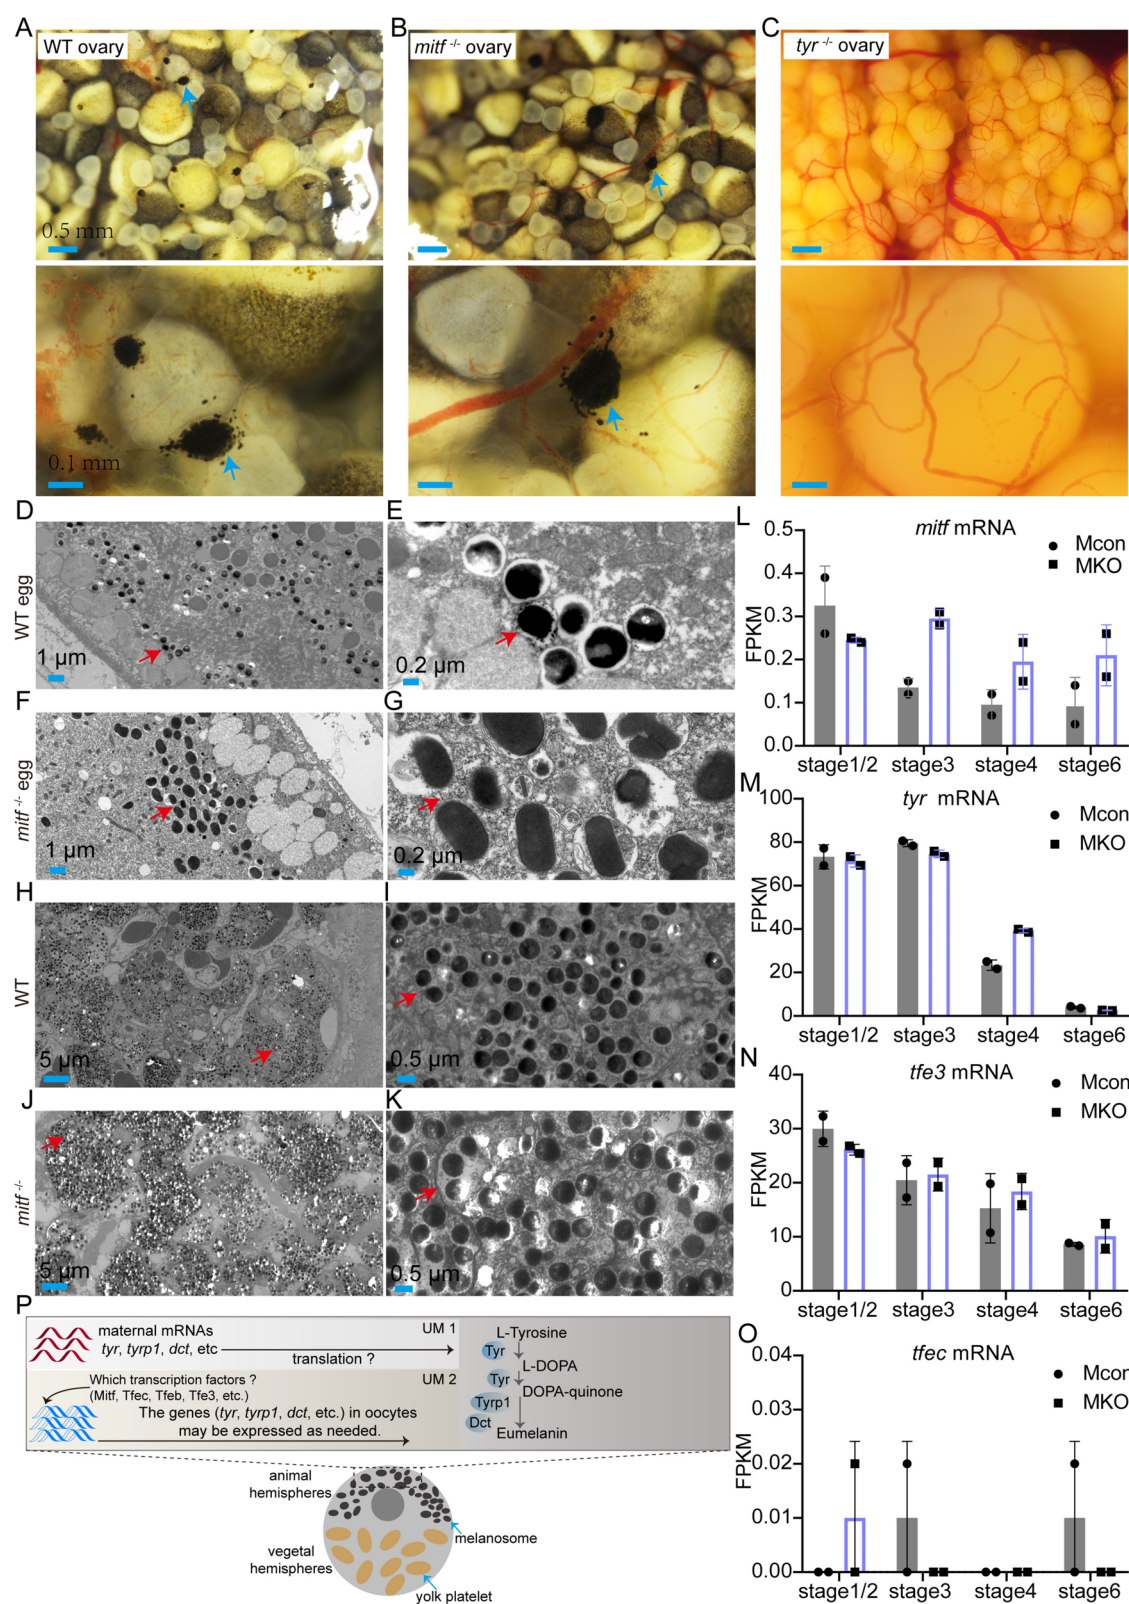 A
WT ovary
0.5 mm
0.1 mm
B
mitf -/- ovary
C
tyr -/- ovary
D
WT egg
1 µm
E
0.2 µm
F
mitf -/- egg
1 µm
G
0.2 µm
H
WT
5 µm
I
0.5 µm
J
mitf -/-
5 µm
K
0.5 µm
L
mitf mRNA
Mcon
MKO
FPKM
0.5
0.4
0.3
0.2
0.1
0.0
stage1/2 stage3 stage4 stage6
M
tyr mRNA
Mcon
MKO
FPKM
100
80
60
40
20
0
stage1/2 stage3 stage4 stage6
N
tfe3 mRNA
Mcon
MKO
FPKM
40
30
20
10
0
stage1/2 stage3 stage4 stage6
O
tfec mRNA
Mcon
MKO
FPKM
0.04
0.03
0.02
0.01
0.00
stage1/2 stage3 stage4 stage6
P
maternal mRNAs
tyr, tyrp1, dct, etc
UM 1
translation ?
Which transcription factors ?
(Mitf, Tfec, Tfeb, Tfe3, etc.)
UM 2
The genes (tyr, tyrp1, dct, etc.) in oocytes
may be expressed as needed.
L-Tyrosine
Tyr
L-DOPA
Tyr
DOPA-quinone
Tyrp1
Dct
Eumelanin
animal
hemispheres
melanosome
vegetal
hemispheres
yolk platelet